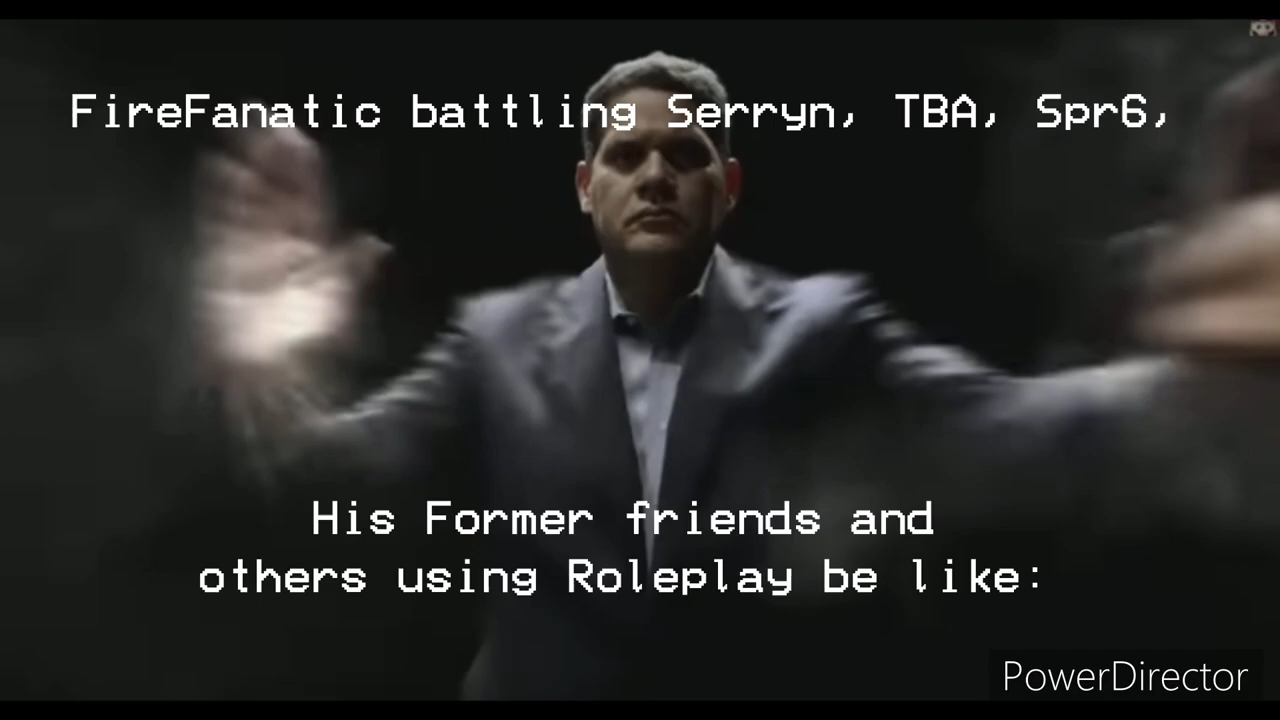 FireFanatic battling Serryn, TBA, Spr6,
His Former friends and
others using Roleplay be like:
PowerDirector